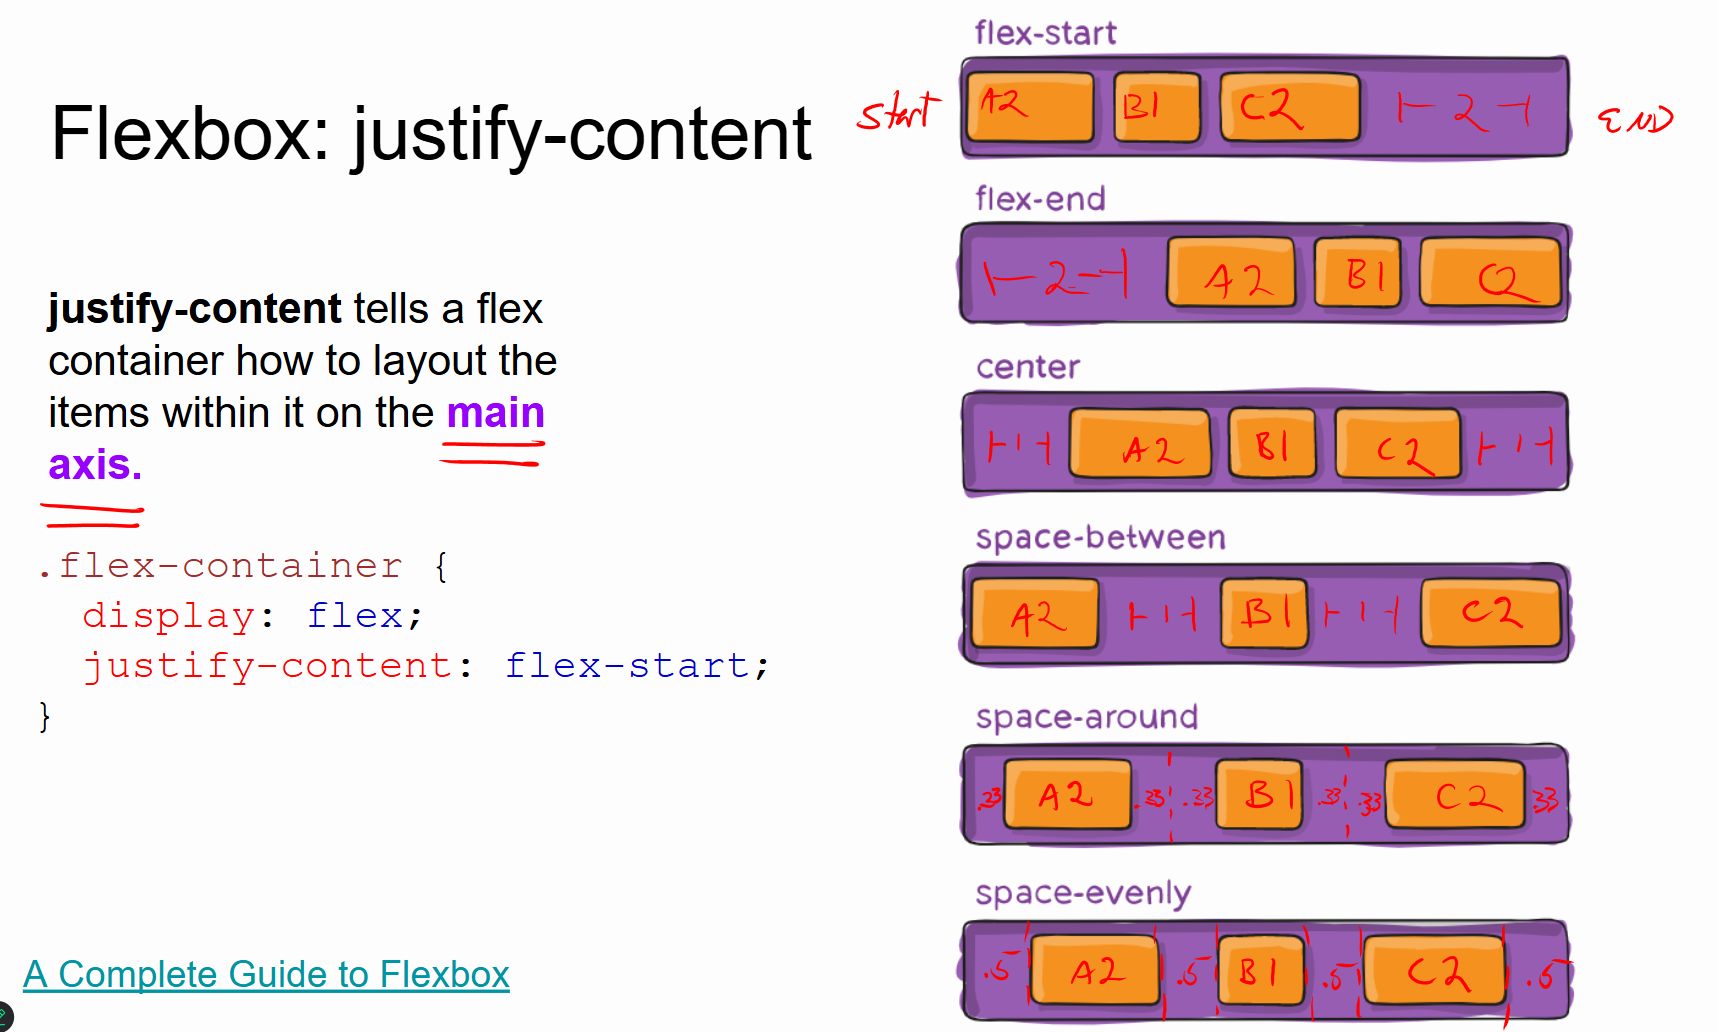 Flexbox: justify-content
justify-content tells a flex
container how to layout the
items within it on the main
axis.
.flex-container {
display: flex;
justify-content: flex-start;
}
A Complete Guide to Flexbox
flex-start
Start A2 B1 C2 2 END
flex-end
2 A2 B1 C2
center
1 A2 B1 C2 1
space-between
A2 1 B1 1 C2
space-around
.33 A2 .33 .33 B1 .33 .33 C2 .33
space-evenly
.5 A2 .5 B1 .5 C2 .5